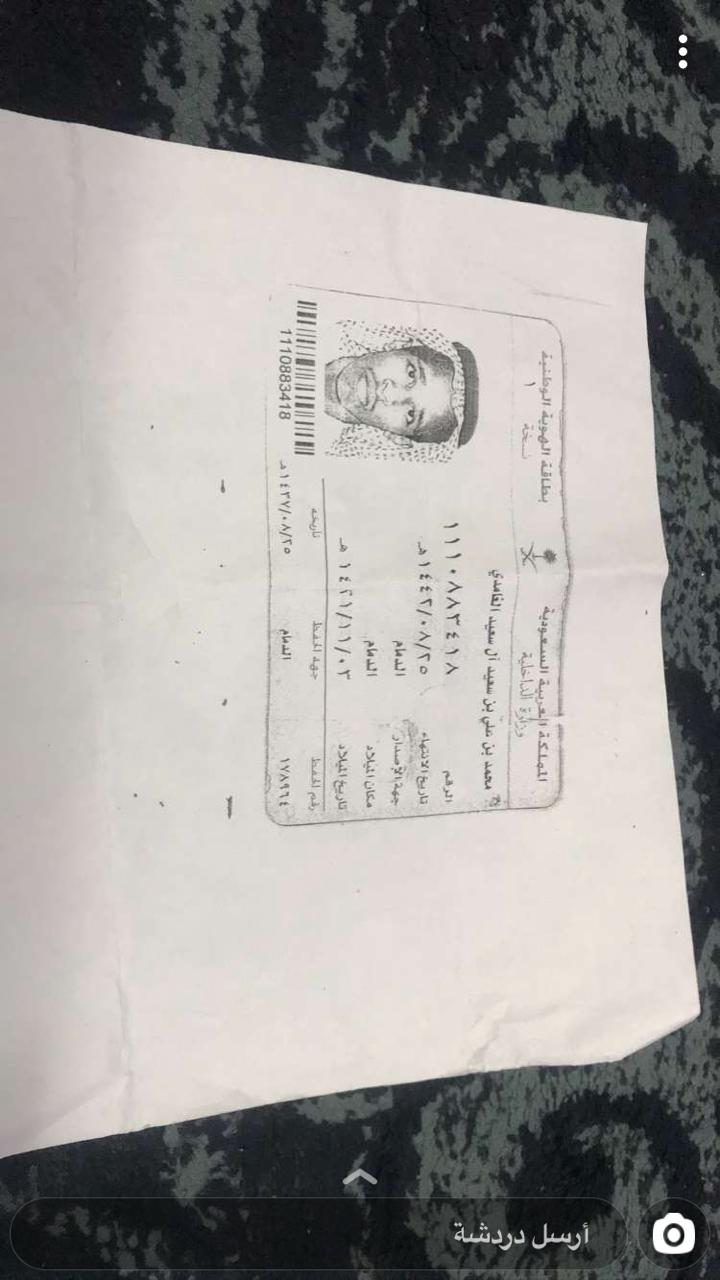 المملكة العربية السعودية
بطاقة الهوية الوطنية
وزارة الداخلية
نسخة ١
محمد بن علي بن سعيد آل سعيد الغامدي
الرقم ١١١٠٨٨٣٤١٨
تاريخ الانتهاء ١٤٤٢/٠٨/٢٥ هـ
جهة الإصدار الدمام
مكان الميلاد الدمام
تاريخ الميلاد ١٤٢١/١١/٠٣ هـ
رقم الحفظ جهة الحفظ تاريخه
١٧٨٩٦٤ الدمام ١٤٣٧/٠٨/٢٥ هـ
1110883418
أرسل دردشة